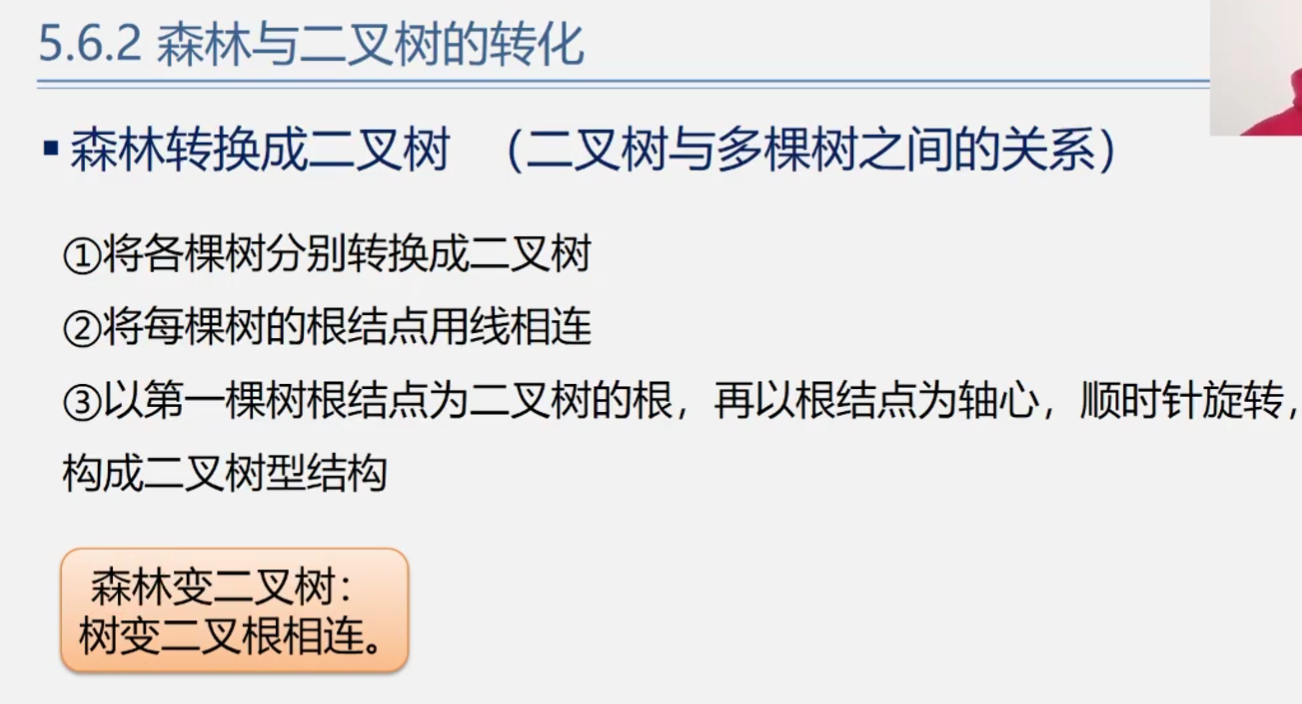 5.6.2 森林与二叉树的转化
▪森林转换成二叉树 （二叉树与多棵树之间的关系）
①将各棵树分别转换成二叉树
②将每棵树的根结点用线相连
③以第一棵树根结点为二叉树的根，再以根结点为轴心，顺时针旋转，
构成二叉树型结构
森林变二叉树：
树变二叉根相连。